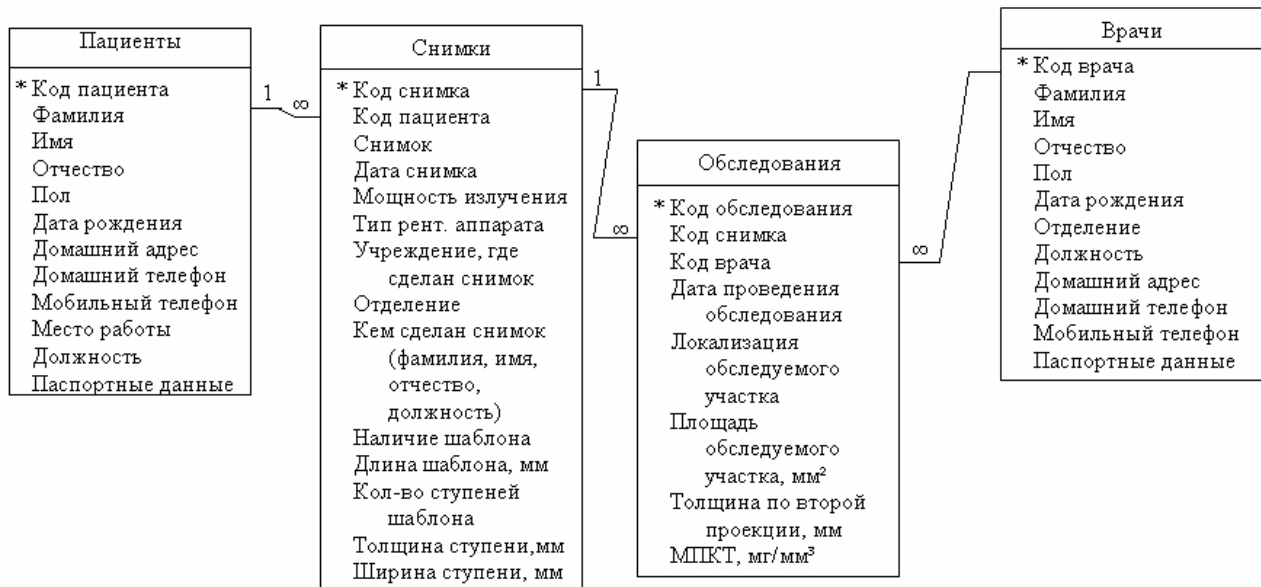 Пациенты
* Код пациента
Фамилия
Имя
Отчество
Пол
Дата рождения
Домашний адрес
Домашний телефон
Мобильный телефон
Место работы
Должность
Паспортные данные
1
∞
Снимки
* Код снимка
Код пациента
Снимок
Дата снимка
Мощность излучения
Тип рент. аппарата
Учреждение, где
сделан снимок
Отделение
Кем сделан снимок
(фамилия, имя,
отчество,
должность)
Наличие шаблона
Длина шаблона, мм
Кол-во ступеней
шаблона
Толщина ступени,мм
Ширина ступени, мм
1
∞
Обследования
* Код обследования
Код снимка
Код врача
Дата проведения
обследования
Локализация
обследуемого
участка
Площадь
обследуемого
участка, мм²
Толщина по второй
проекции, мм
МПКТ, мг/мм³
∞
Врачи
* Код врача
Фамилия
Имя
Отчество
Пол
Дата рождения
Отделение
Должность
Домашний адрес
Домашний телефон
Мобильный телефон
Паспортные данные